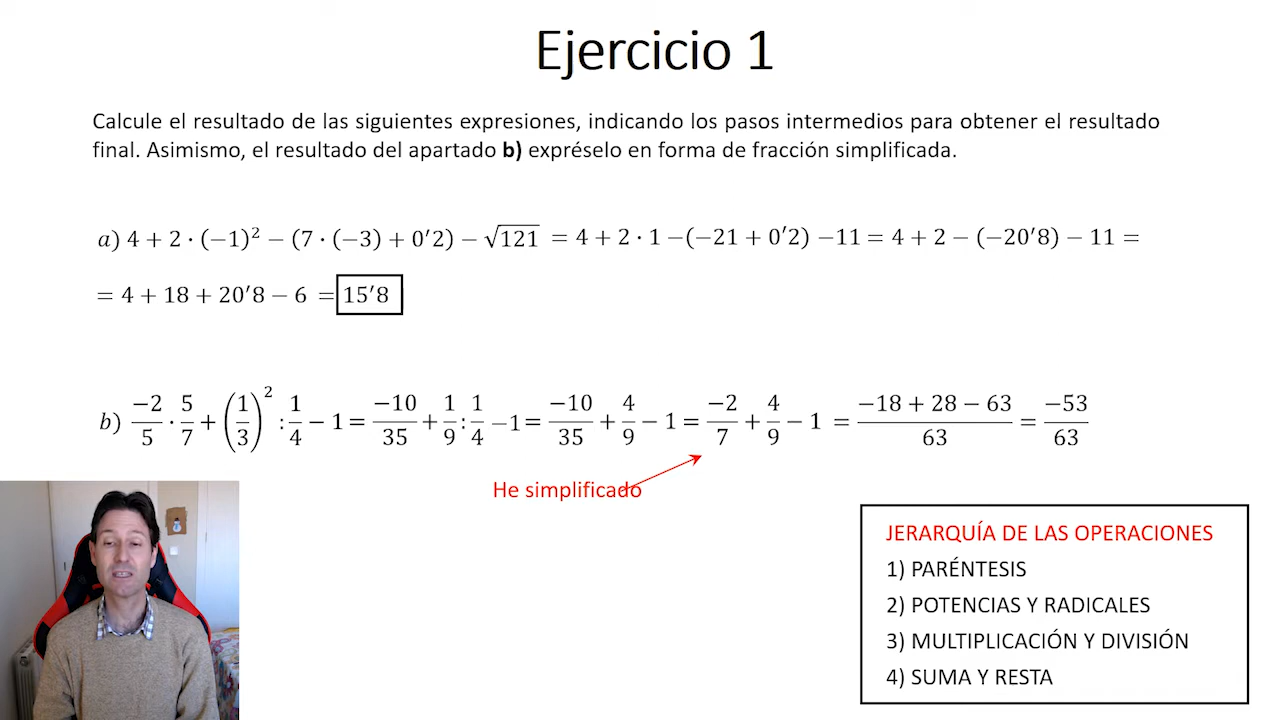 Ejercicio 1
Calcule el resultado de las siguientes expresiones, indicando los pasos intermedios para obtener el resultado
final. Asimismo, el resultado del apartado b) expréselo en forma de fracción simplificada.
a) 4 + 2 · (−1)² − (7 · (−3) + 0′2) − √121 = 4 + 2 · 1 −(−21 + 0′2) −11 = 4 + 2 − (−20′8) − 11 =
= 4 + 18 + 20′8 − 6 = 15′8
b) −2/5 · 5/7 + (1/3)² : 1/4 − 1 = −10/35 + 1/9 : 1/4 −1 = −10/35 + 4/9 − 1 = −2/7 + 4/9 − 1 = (−18 + 28 − 63)/63 = −53/63
He simplificado
JERARQUÍA DE LAS OPERACIONES
1) PARÉNTESIS
2) POTENCIAS Y RADICALES
3) MULTIPLICACIÓN Y DIVISIÓN
4) SUMA Y RESTA